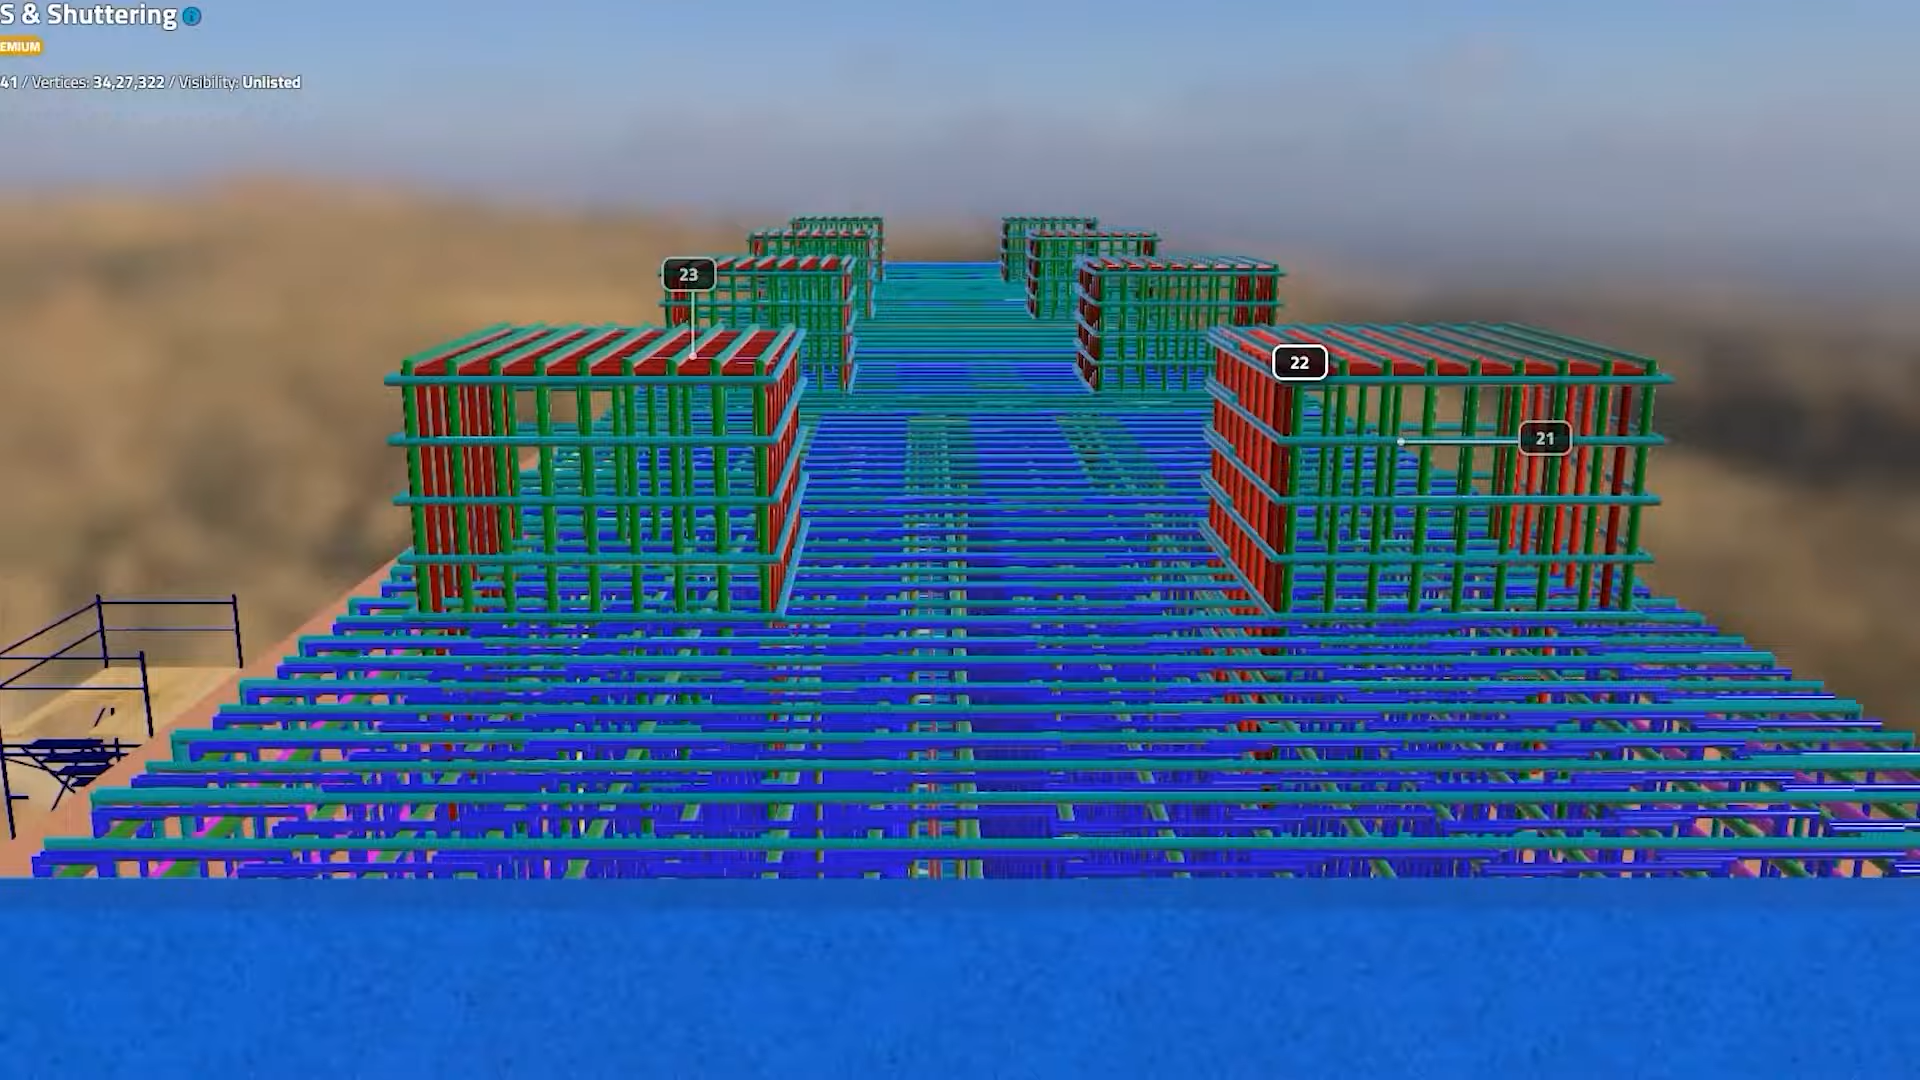 S & Shuttering
EMIUM
41 / Vertices: 34,27,322 / Visibility: Unlisted
23
22
21